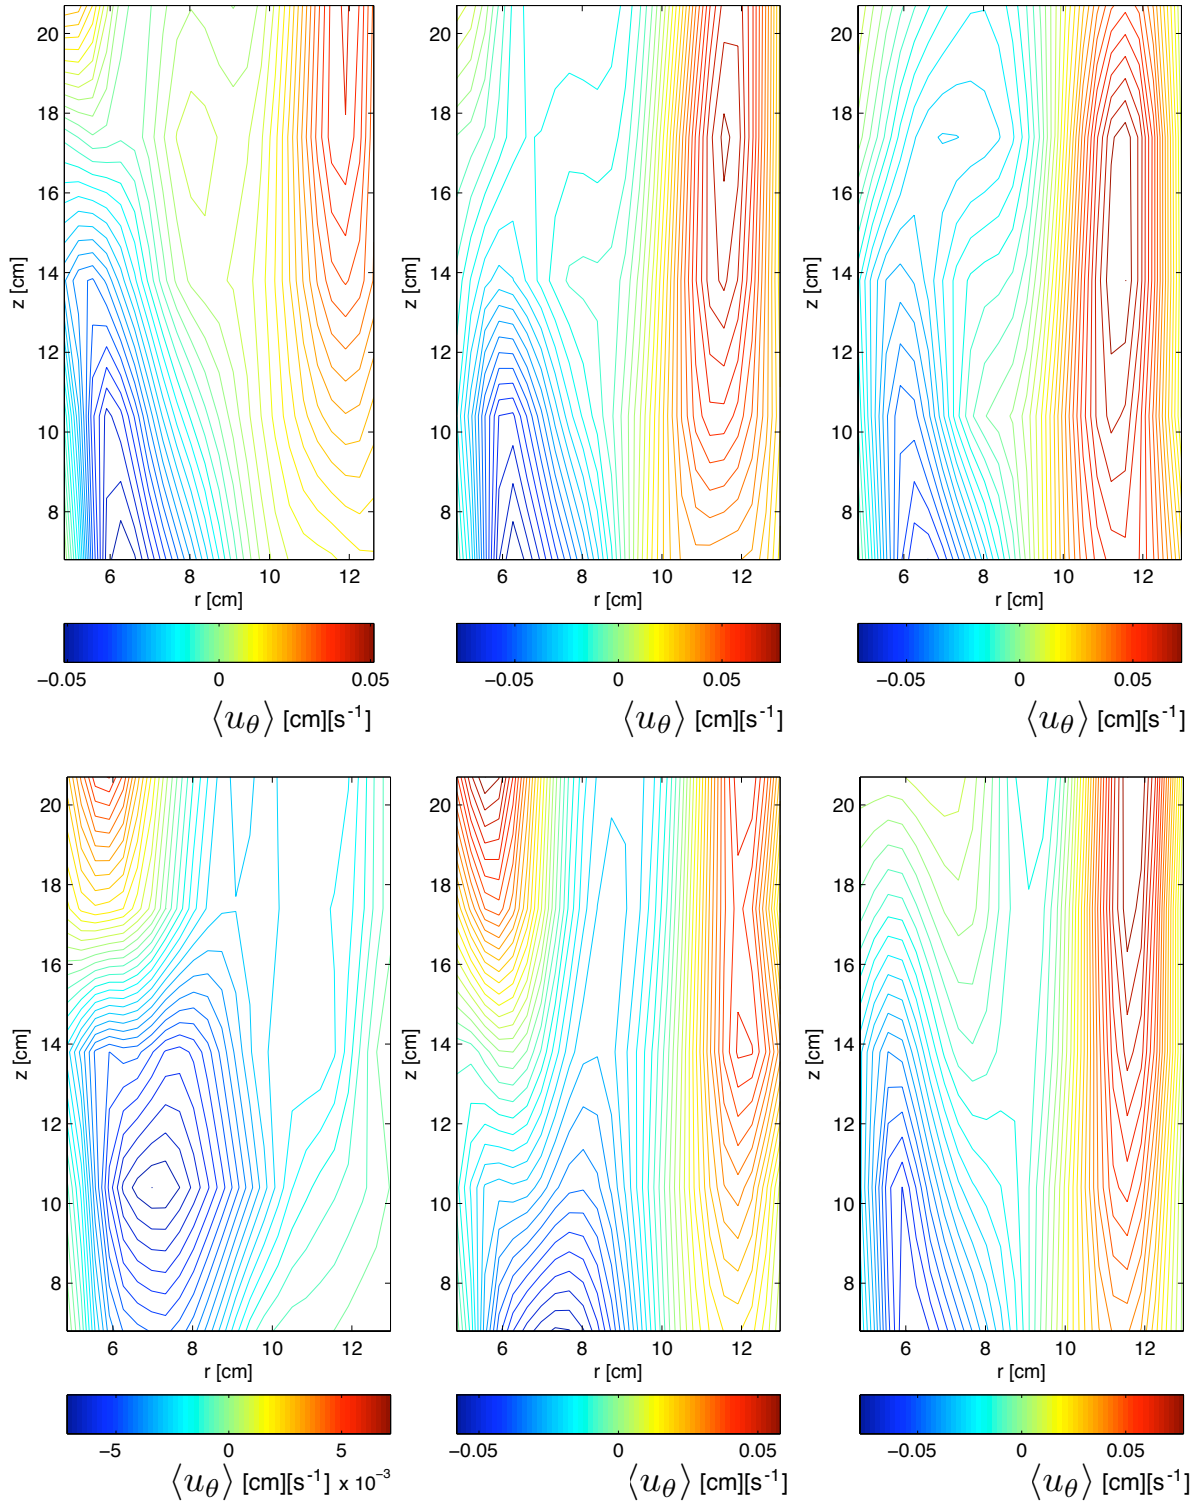 20 20 20
18 18 18
16 16 16
z [cm] z [cm] z [cm]
14 14 14
12 12 12
10 10 10
8 8 8
6 8 10 12 6 8 10 12 6 8 10 12
r [cm] r [cm] r [cm]
−0.05 0 0.05 −0.05 0 0.05 −0.05 0 0.05
⟨u_θ⟩ [cm][s⁻¹] ⟨u_θ⟩ [cm][s⁻¹] ⟨u_θ⟩ [cm][s⁻¹]
20 20 20
18 18 18
16 16 16
z [cm] z [cm] z [cm]
14 14 14
12 12 12
10 10 10
8 8 8
6 8 10 12 6 8 10 12 6 8 10 12
r [cm] r [cm] r [cm]
−5 0 5 −0.05 0 0.05 −0.05 0 0.05
⟨u_θ⟩ [cm][s⁻¹] x 10⁻³ ⟨u_θ⟩ [cm][s⁻¹] ⟨u_θ⟩ [cm][s⁻¹]